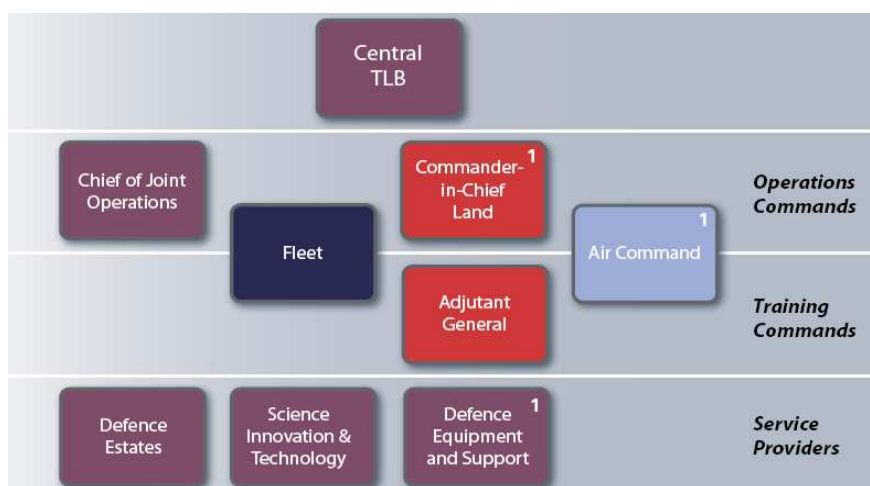 Central
TLB
Chief of Joint
Operations
Commander-
in-Chief
Land
1
Operations
Commands
Fleet
Air Command
1
Adjutant
General
Training
Commands
Defence
Estates
Science
Innovation &
Technology
Defence
Equipment
and Support
1
Service
Providers